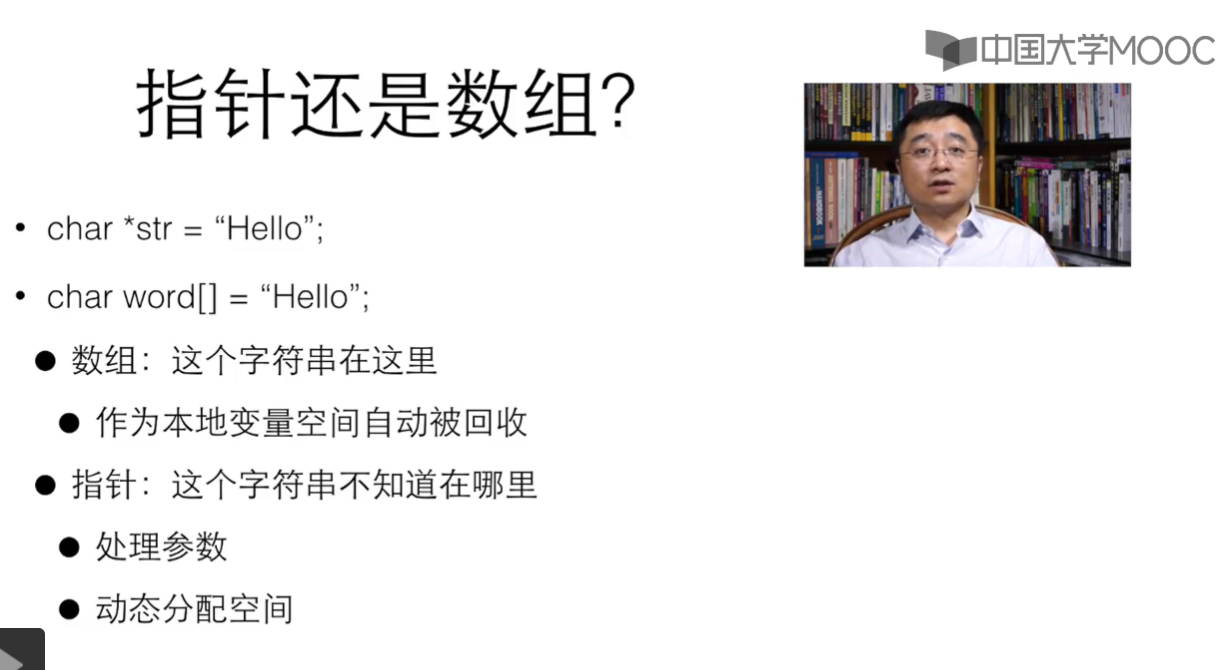 中国大学MOOC
指针还是数组?
• char *str = “Hello”;
• char word[] = “Hello”;
● 数组：这个字符串在这里
● 作为本地变量空间自动被回收
● 指针：这个字符串不知道在哪里
● 处理参数
● 动态分配空间
HANDBOOK